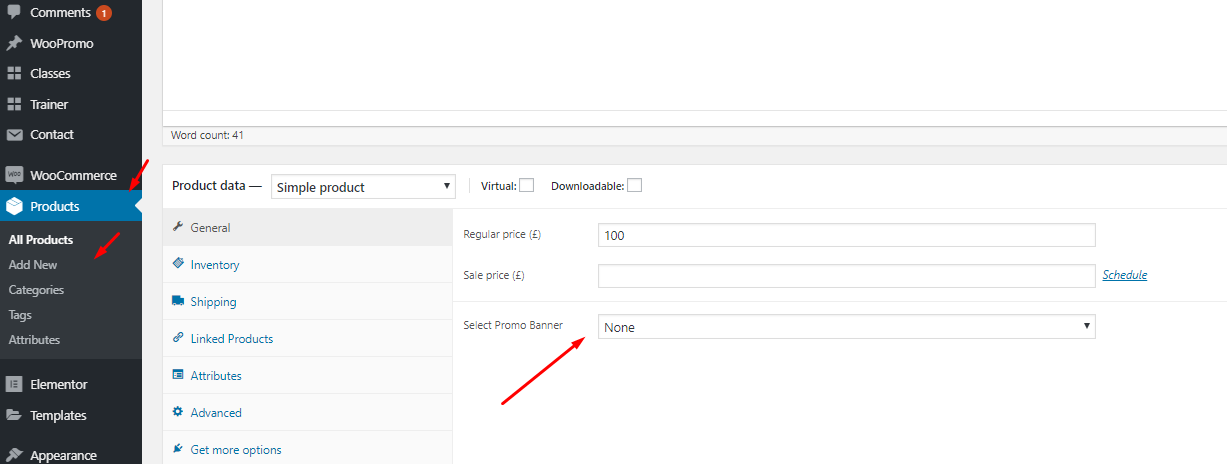 Comments 1
WooPromo
Classes
Trainer
Contact
WooCommerce
Products
All Products
Add New
Categories
Tags
Attributes
Elementor
Templates
Appearance
Word count: 41
Product data — Simple product Virtual: Downloadable:
General
Inventory
Shipping
Linked Products
Attributes
Advanced
Get more options
Regular price (£) 100
Sale price (£) Schedule
Select Promo Banner None